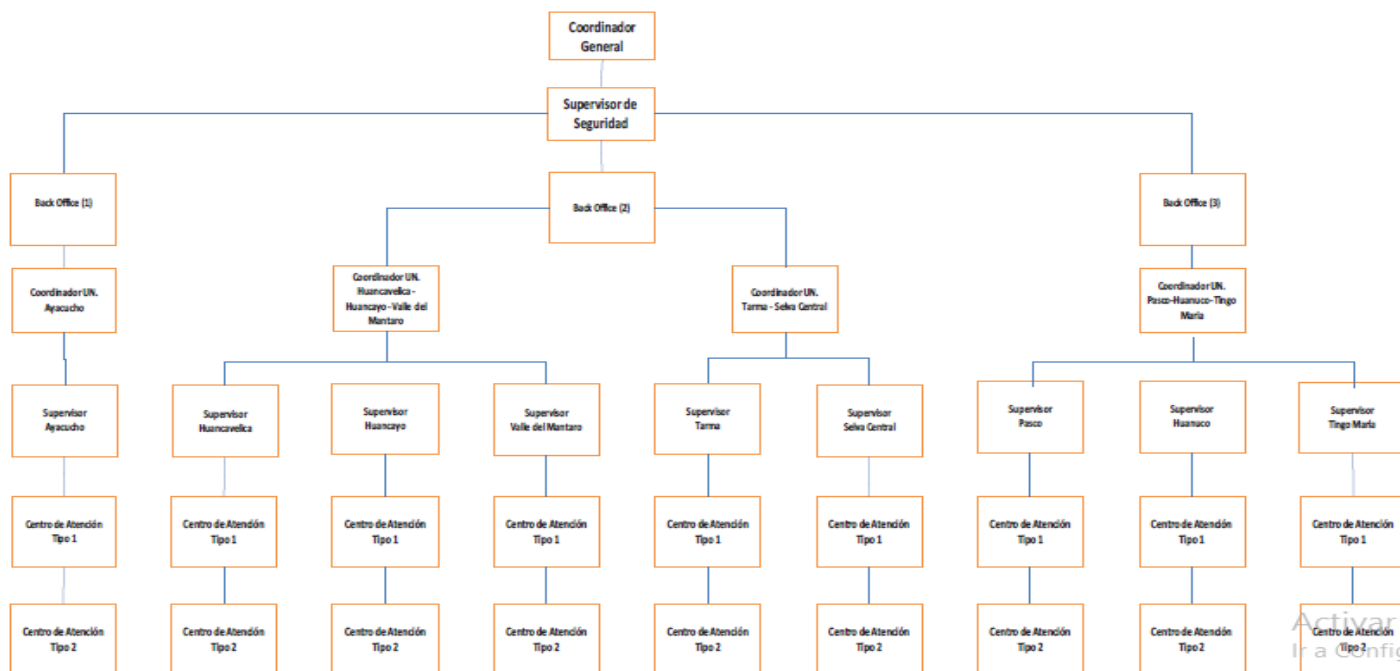 Coordinador
General
Supervisor de
Seguridad
Back Office (1)
Back Office (2)
Back Office (3)
Coordinador UN.
Ayacucho
Coordinador UN.
Huancavelica -
Huancayo - Valle del
Mantaro
Coordinador UN.
Tarma - Selva Central
Coordinador UN.
Pasco-Huanuco-Tingo
Maria
Supervisor
Ayacucho
Supervisor
Huancavelica
Supervisor
Huancayo
Supervisor
Valle del Mantaro
Supervisor
Tarma
Supervisor
Selva Central
Supervisor
Pasco
Supervisor
Huanuco
Supervisor
Tingo Maria
Centro de Atención
Tipo 1
Centro de Atención
Tipo 1
Centro de Atención
Tipo 1
Centro de Atención
Tipo 1
Centro de Atención
Tipo 1
Centro de Atención
Tipo 1
Centro de Atención
Tipo 1
Centro de Atención
Tipo 1
Centro de Atención
Tipo 1
Centro de Atención
Tipo 2
Centro de Atención
Tipo 2
Centro de Atención
Tipo 2
Centro de Atención
Tipo 2
Centro de Atención
Tipo 2
Centro de Atención
Tipo 2
Centro de Atención
Tipo 2
Centro de Atención
Tipo 2
Centro de Atención
Tipo 2
Activar
Ir a Config